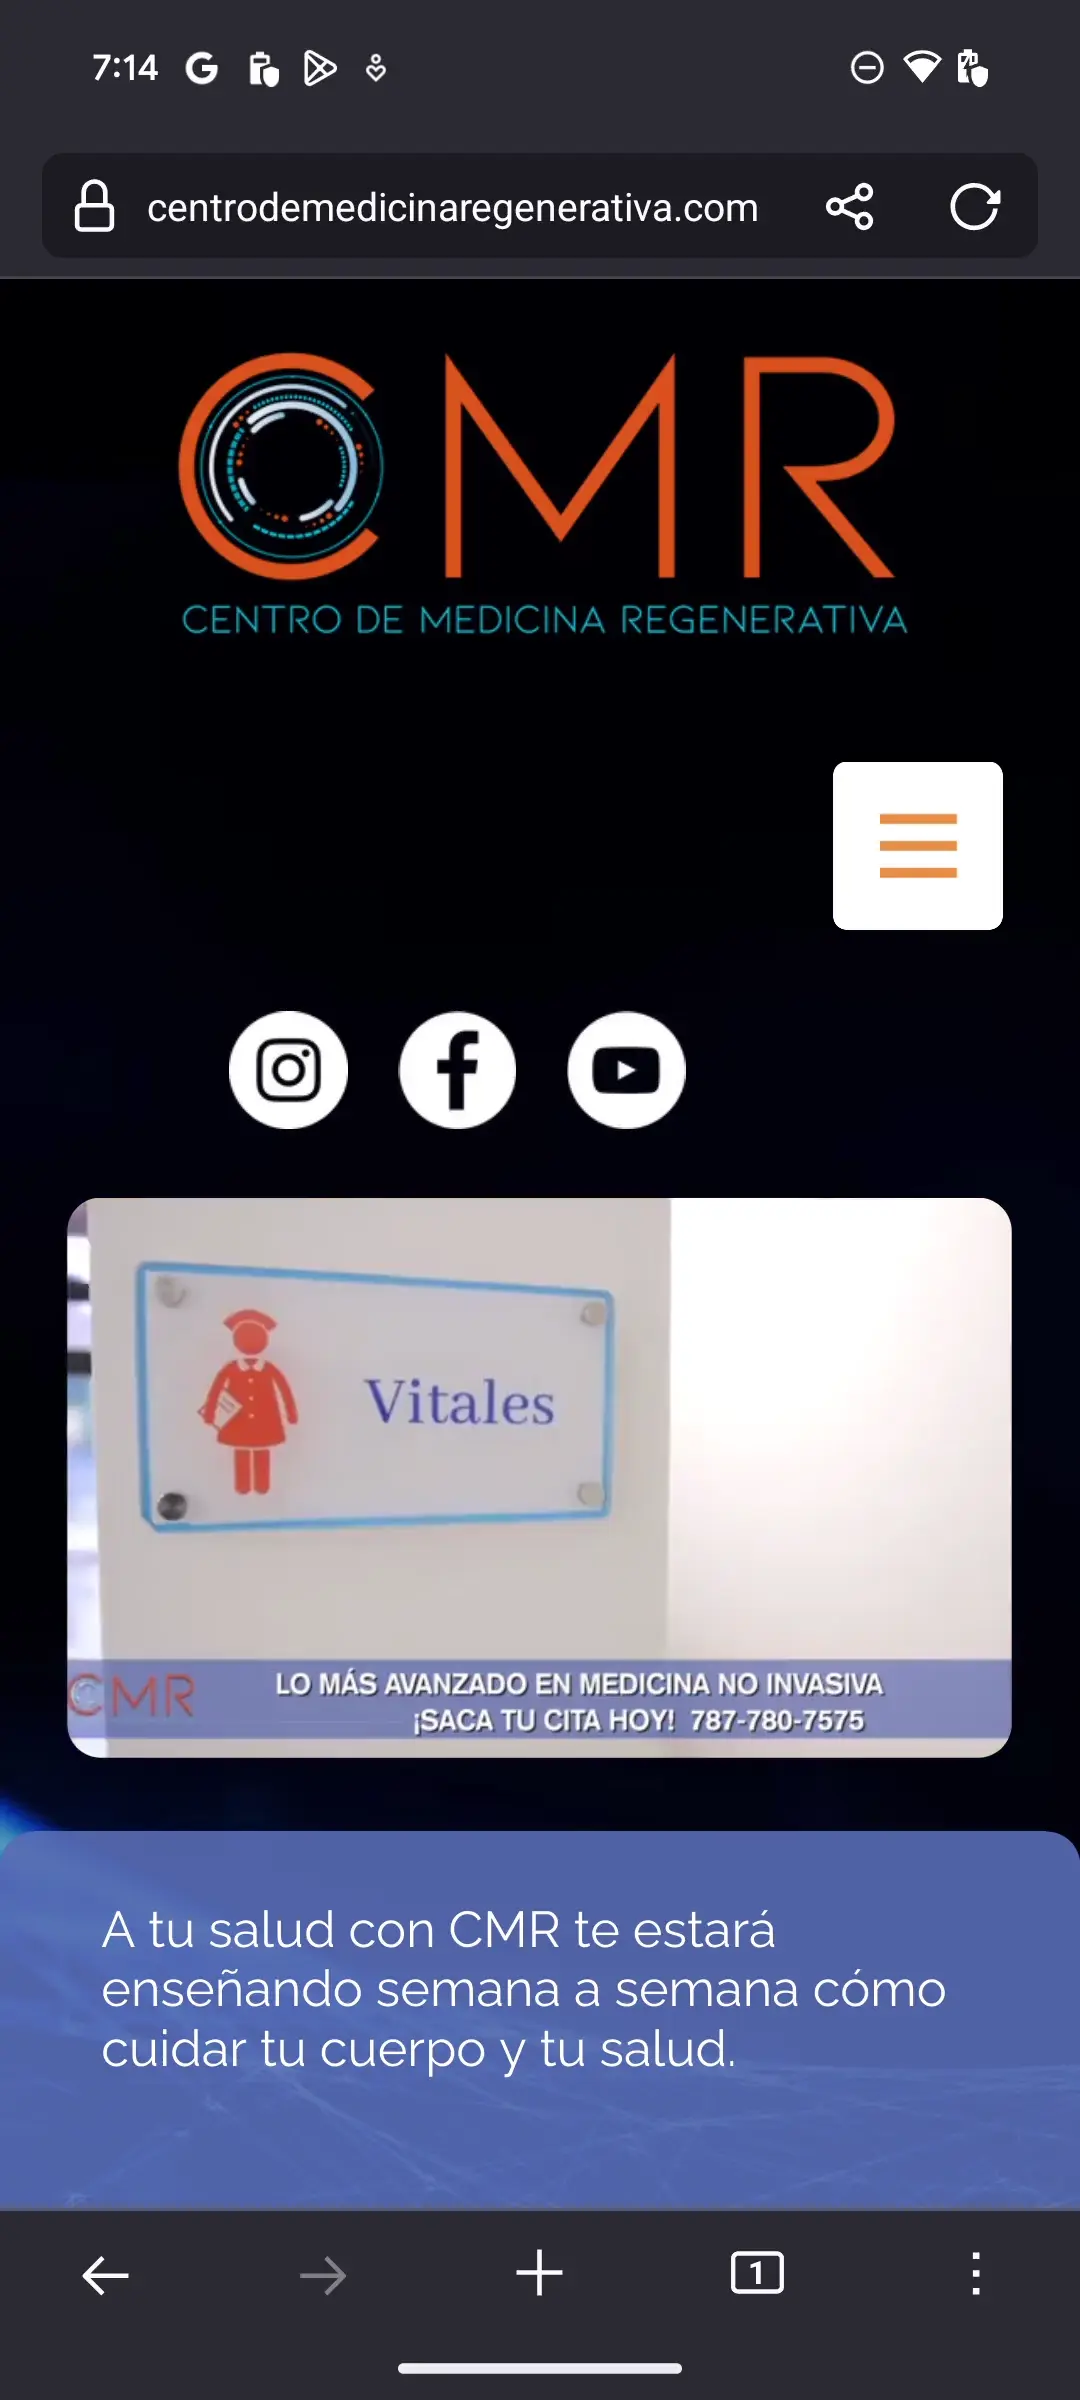 7:14
centrodemedicinaregenerativa.com
CMR
CENTRO DE MEDICINA REGENERATIVA
Vitales
CMR
LO MÁS AVANZADO EN MEDICINA NO INVASIVA
¡SACA TU CITA HOY! 787-780-7575
A tu salud con CMR te estará
enseñando semana a semana cómo
cuidar tu cuerpo y tu salud.
1